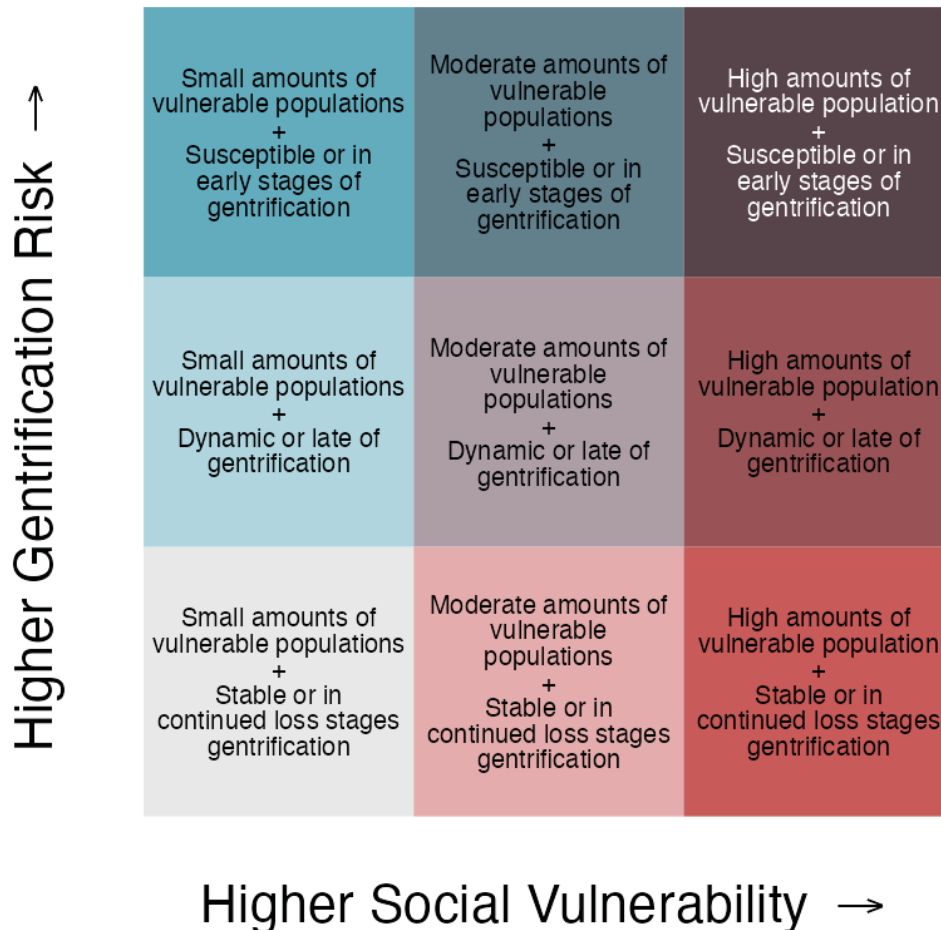 Higher Gentrification Risk →
Small amounts of
vulnerable populations
+
Susceptible or in
early stages of
gentrification
Moderate amounts of
vulnerable
populations
+
Susceptible or in
early stages of
gentrification
High amounts of
vulnerable population
+
Susceptible or in
early stages of
gentrification
Small amounts of
vulnerable populations
+
Dynamic or late of
gentrification
Moderate amounts of
vulnerable
populations
+
Dynamic or late of
gentrification
High amounts of
vulnerable population
+
Dynamic or late of
gentrification
Small amounts of
vulnerable populations
+
Stable or in
continued loss stages
gentrification
Moderate amounts of
vulnerable
populations
+
Stable or in
continued loss stages
gentrification
High amounts of
vulnerable population
+
Stable or in
continued loss stages
gentrification
Higher Social Vulnerability →